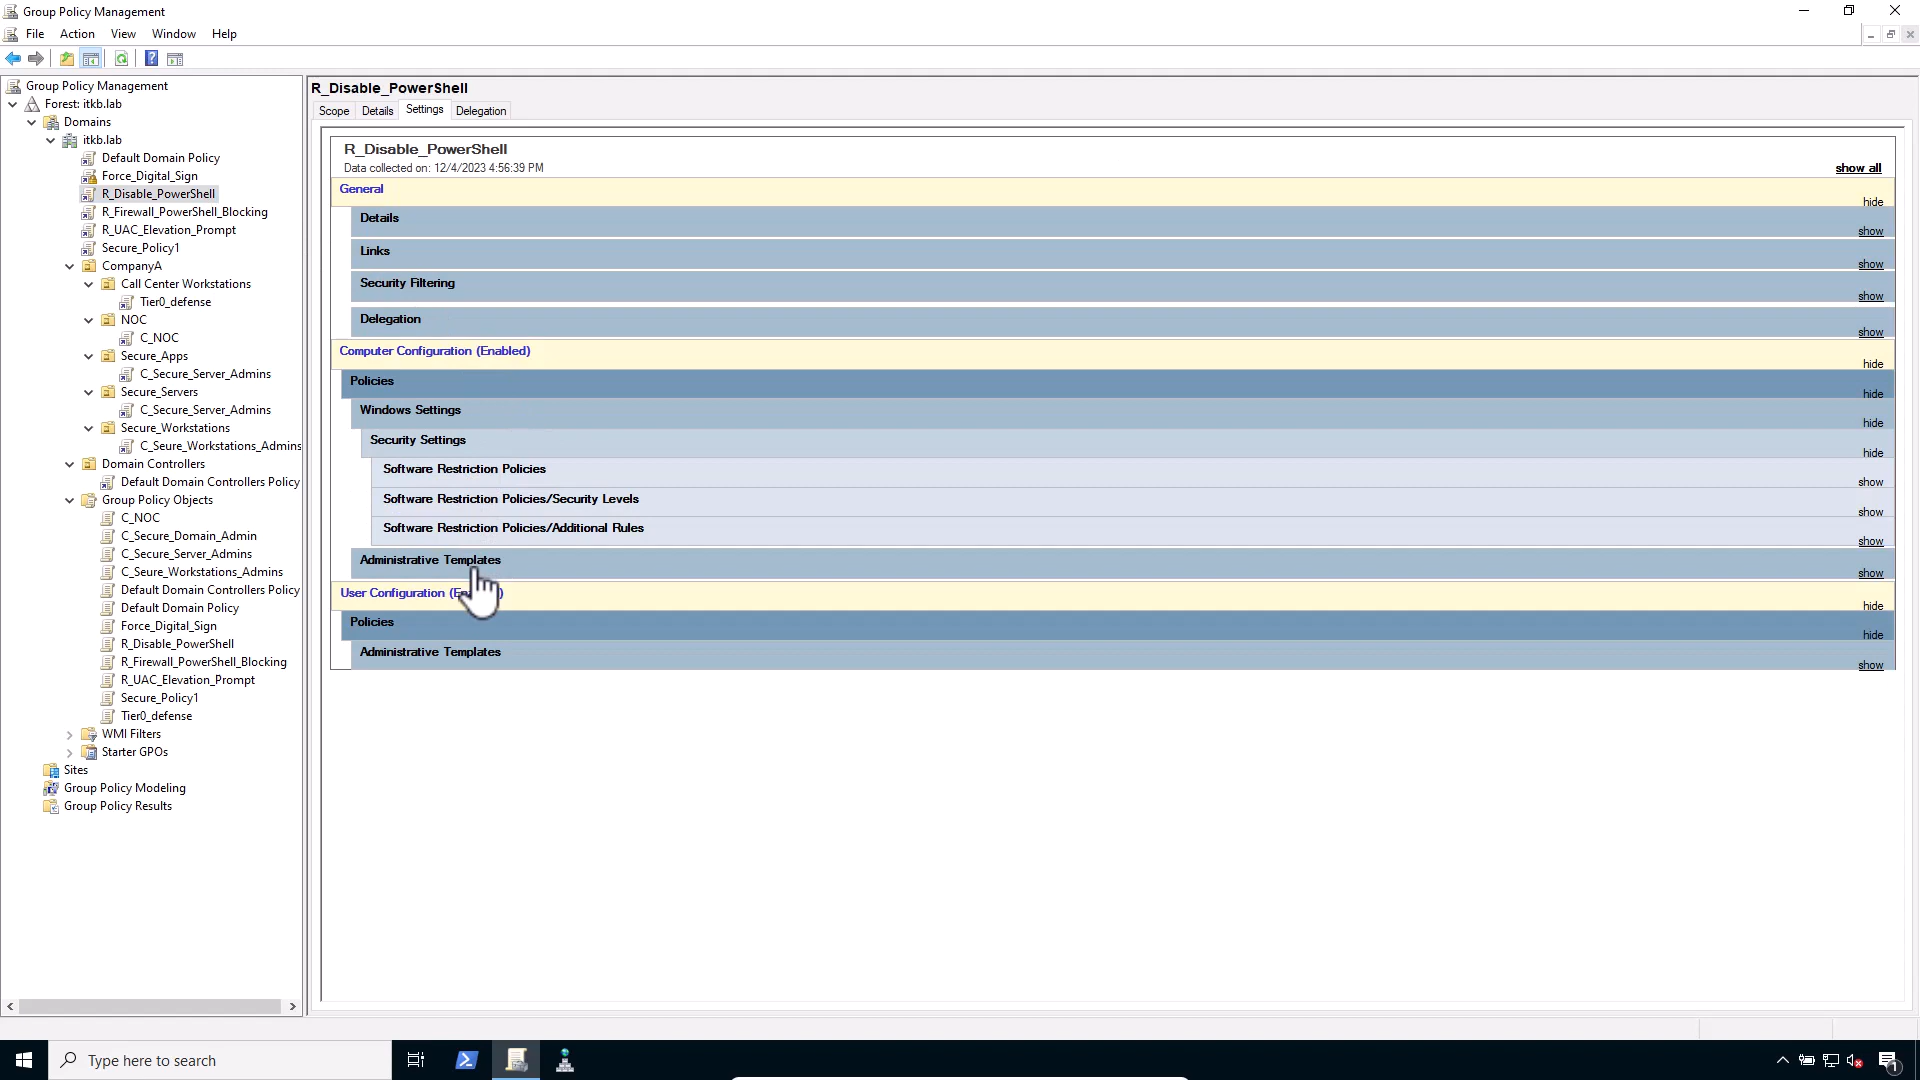 Group Policy Management
File Action View Window Help
Group Policy Management
Forest: itkb.lab
Domains
itkb.lab
Default Domain Policy
Force_Digital_Sign
R_Disable_PowerShell
R_Firewall_PowerShell_Blocking
R_UAC_Elevation_Prompt
Secure_Policy1
CompanyA
Call Center Workstations
Tier0_defense
NOC
C_NOC
Secure_Apps
C_Secure_Server_Admins
Secure_Servers
C_Secure_Server_Admins
Secure_Workstations
C_Seure_Workstations_Admins
Domain Controllers
Default Domain Controllers Policy
Group Policy Objects
C_NOC
C_Secure_Domain_Admin
C_Secure_Server_Admins
C_Seure_Workstations_Admins
Default Domain Controllers Policy
Default Domain Policy
Force_Digital_Sign
R_Disable_PowerShell
R_Firewall_PowerShell_Blocking
R_UAC_Elevation_Prompt
Secure_Policy1
Tier0_defense
WMI Filters
Starter GPOs
Sites
Group Policy Modeling
Group Policy Results
R_Disable_PowerShell
Scope Details Settings Delegation
R_Disable_PowerShell
Data collected on: 12/4/2023 4:56:39 PM
show all
General
hide
Details
show
Links
show
Security Filtering
show
Delegation
show
Computer Configuration (Enabled)
hide
Policies
hide
Windows Settings
hide
Security Settings
hide
Software Restriction Policies
show
Software Restriction Policies/Security Levels
show
Software Restriction Policies/Additional Rules
show
Administrative Templates
show
User Configuration (E
hide
Policies
hide
Administrative Templates
show
Type here to search
1